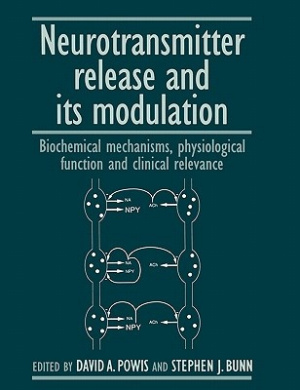 Neurotransmitter
release and
its modulation
Biochemical mechanisms, physiological
function and clinical relevance
NA
NPY
ACh
NA
NPY
ACh
NA
NPY
ACh
EDITED BY DAVID A. POWIS AND STEPHEN J. BUNN